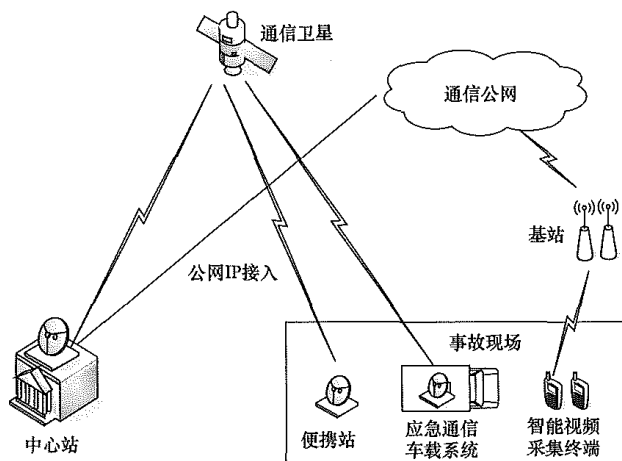 通信卫星
通信公网
基站
公网IP接入
事故现场
中心站
便携站
应急通信
车载系统
智能视频
采集终端